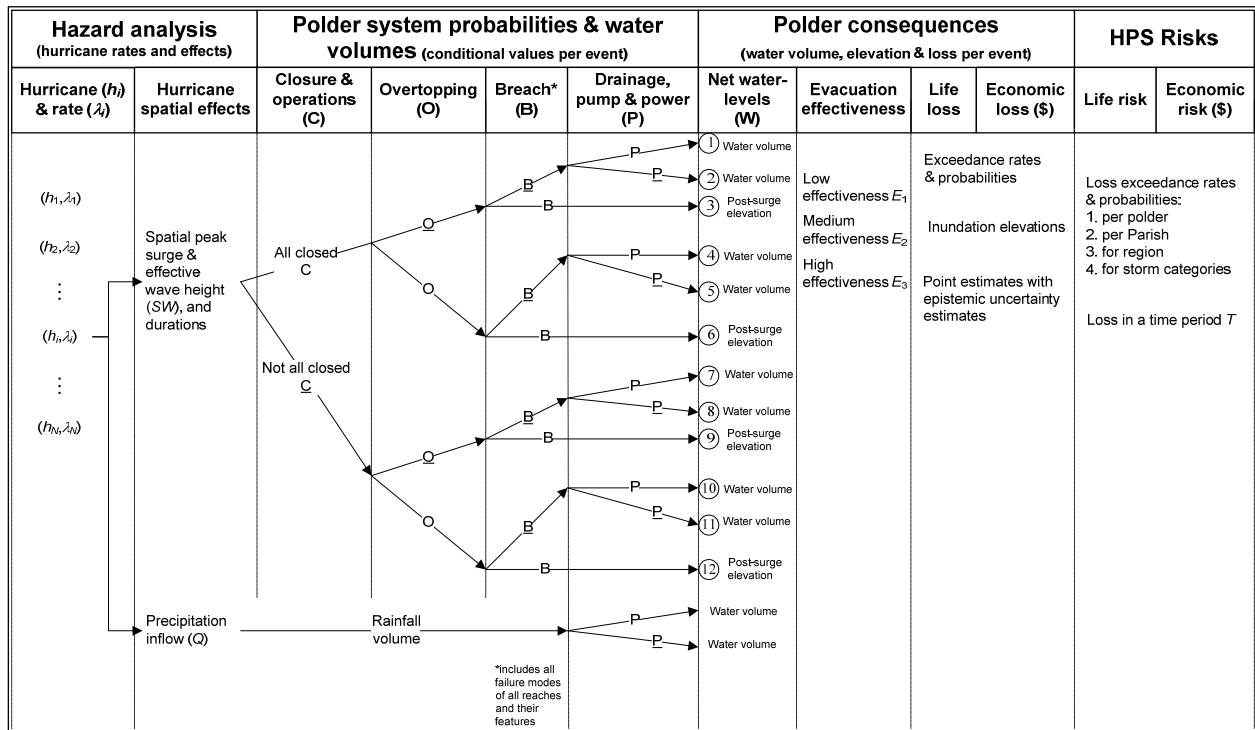 Hazard analysis
(hurricane rates and effects)
Polder system probabilities & water
volumes (conditional values per event)
Polder consequences
(water volume, elevation & loss per event)
HPS Risks
Hurricane (hi)
& rate (λi)
Hurricane
spatial effects
Closure &
operations
(C)
Overtopping
(O)
Breach*
(B)
Drainage,
pump & power
(P)
Net water-
levels
(W)
Evacuation
effectiveness
Life
loss
Economic
loss ($)
Life risk
Economic
risk ($)
(h1,λ1)
(h2,λ2)
⋮
(hi,λi)
⋮
(hN,λN)
Spatial peak
surge &
effective
wave height
(SW), and
durations
All closed
C
Not all closed
C
O
O
O
O
B
B
B
B
B
B
B
B
P
P
P
P
P
P
P
P
1 Water volume
2 Water volume
3 Post-surge
elevation
4 Water volume
5 Water volume
6 Post-surge
elevation
7 Water volume
8 Water volume
9 Post-surge
elevation
10 Water volume
11 Water volume
12 Post-surge
elevation
Low
effectiveness E1
Medium
effectiveness E2
High
effectiveness E3
Exceedance rates
& probabilities
Inundation elevations
Point estimates with
epistemic uncertainty
estimates
Loss exceedance rates
& probabilities:
1. per polder
2. per Parish
3. for region
4. for storm categories
Loss in a time period T
Precipitation
inflow (Q)
Rainfall
volume
P
P
Water volume
Water volume
*includes all
failure modes
of all reaches
and their
features